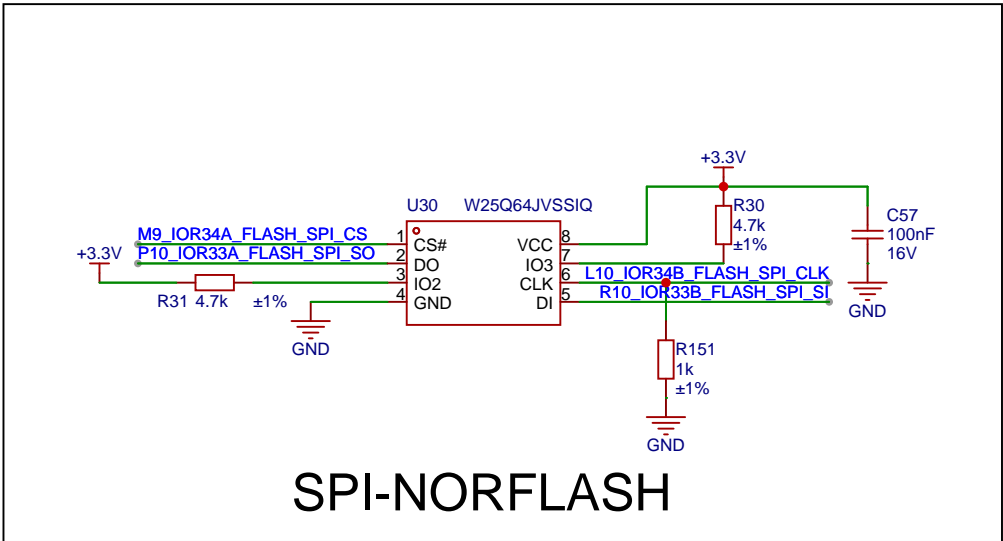 +3.3V
U30 W25Q64JVSSIQ
R30
4.7k
±1%
C57
100nF
16V
M9_IOR34A_FLASH_SPI_CS
1 CS# VCC 8
+3.3V
P10_IOR33A_FLASH_SPI_SO
2 DO IO3 7
3 IO2 CLK 6
L10_IOR34B_FLASH_SPI_CLK
R31 4.7k ±1%
4 GND DI 5
R10_IOR33B_FLASH_SPI_SI
GND
GND
R151
1k
±1%
GND
SPI-NORFLASH